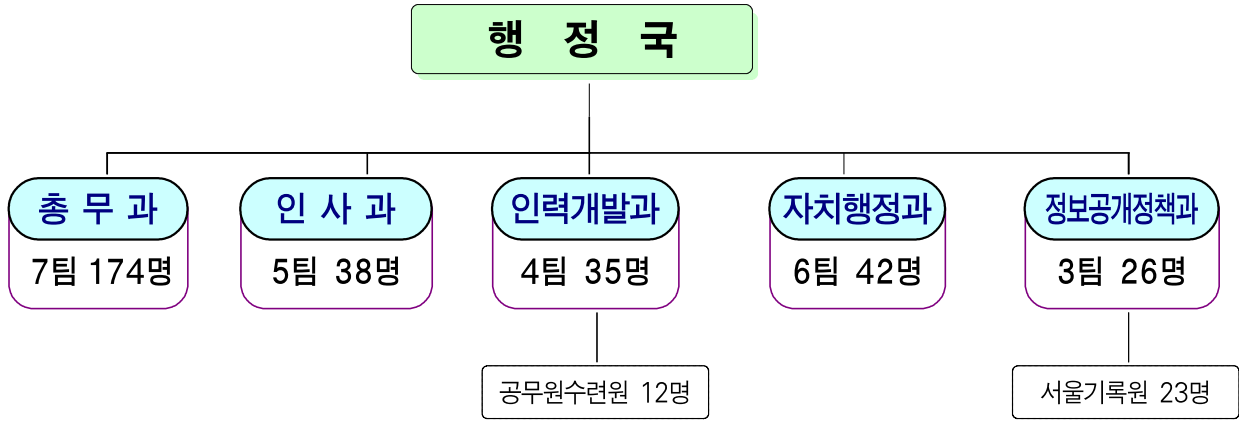 행 정 국
총 무 과
7팀 174명
인 사 과
5팀 38명
인력개발과
4팀 35명
자치행정과
6팀 42명
정보공개정책과
3팀 26명
공무원수련원 12명
서울기록원 23명